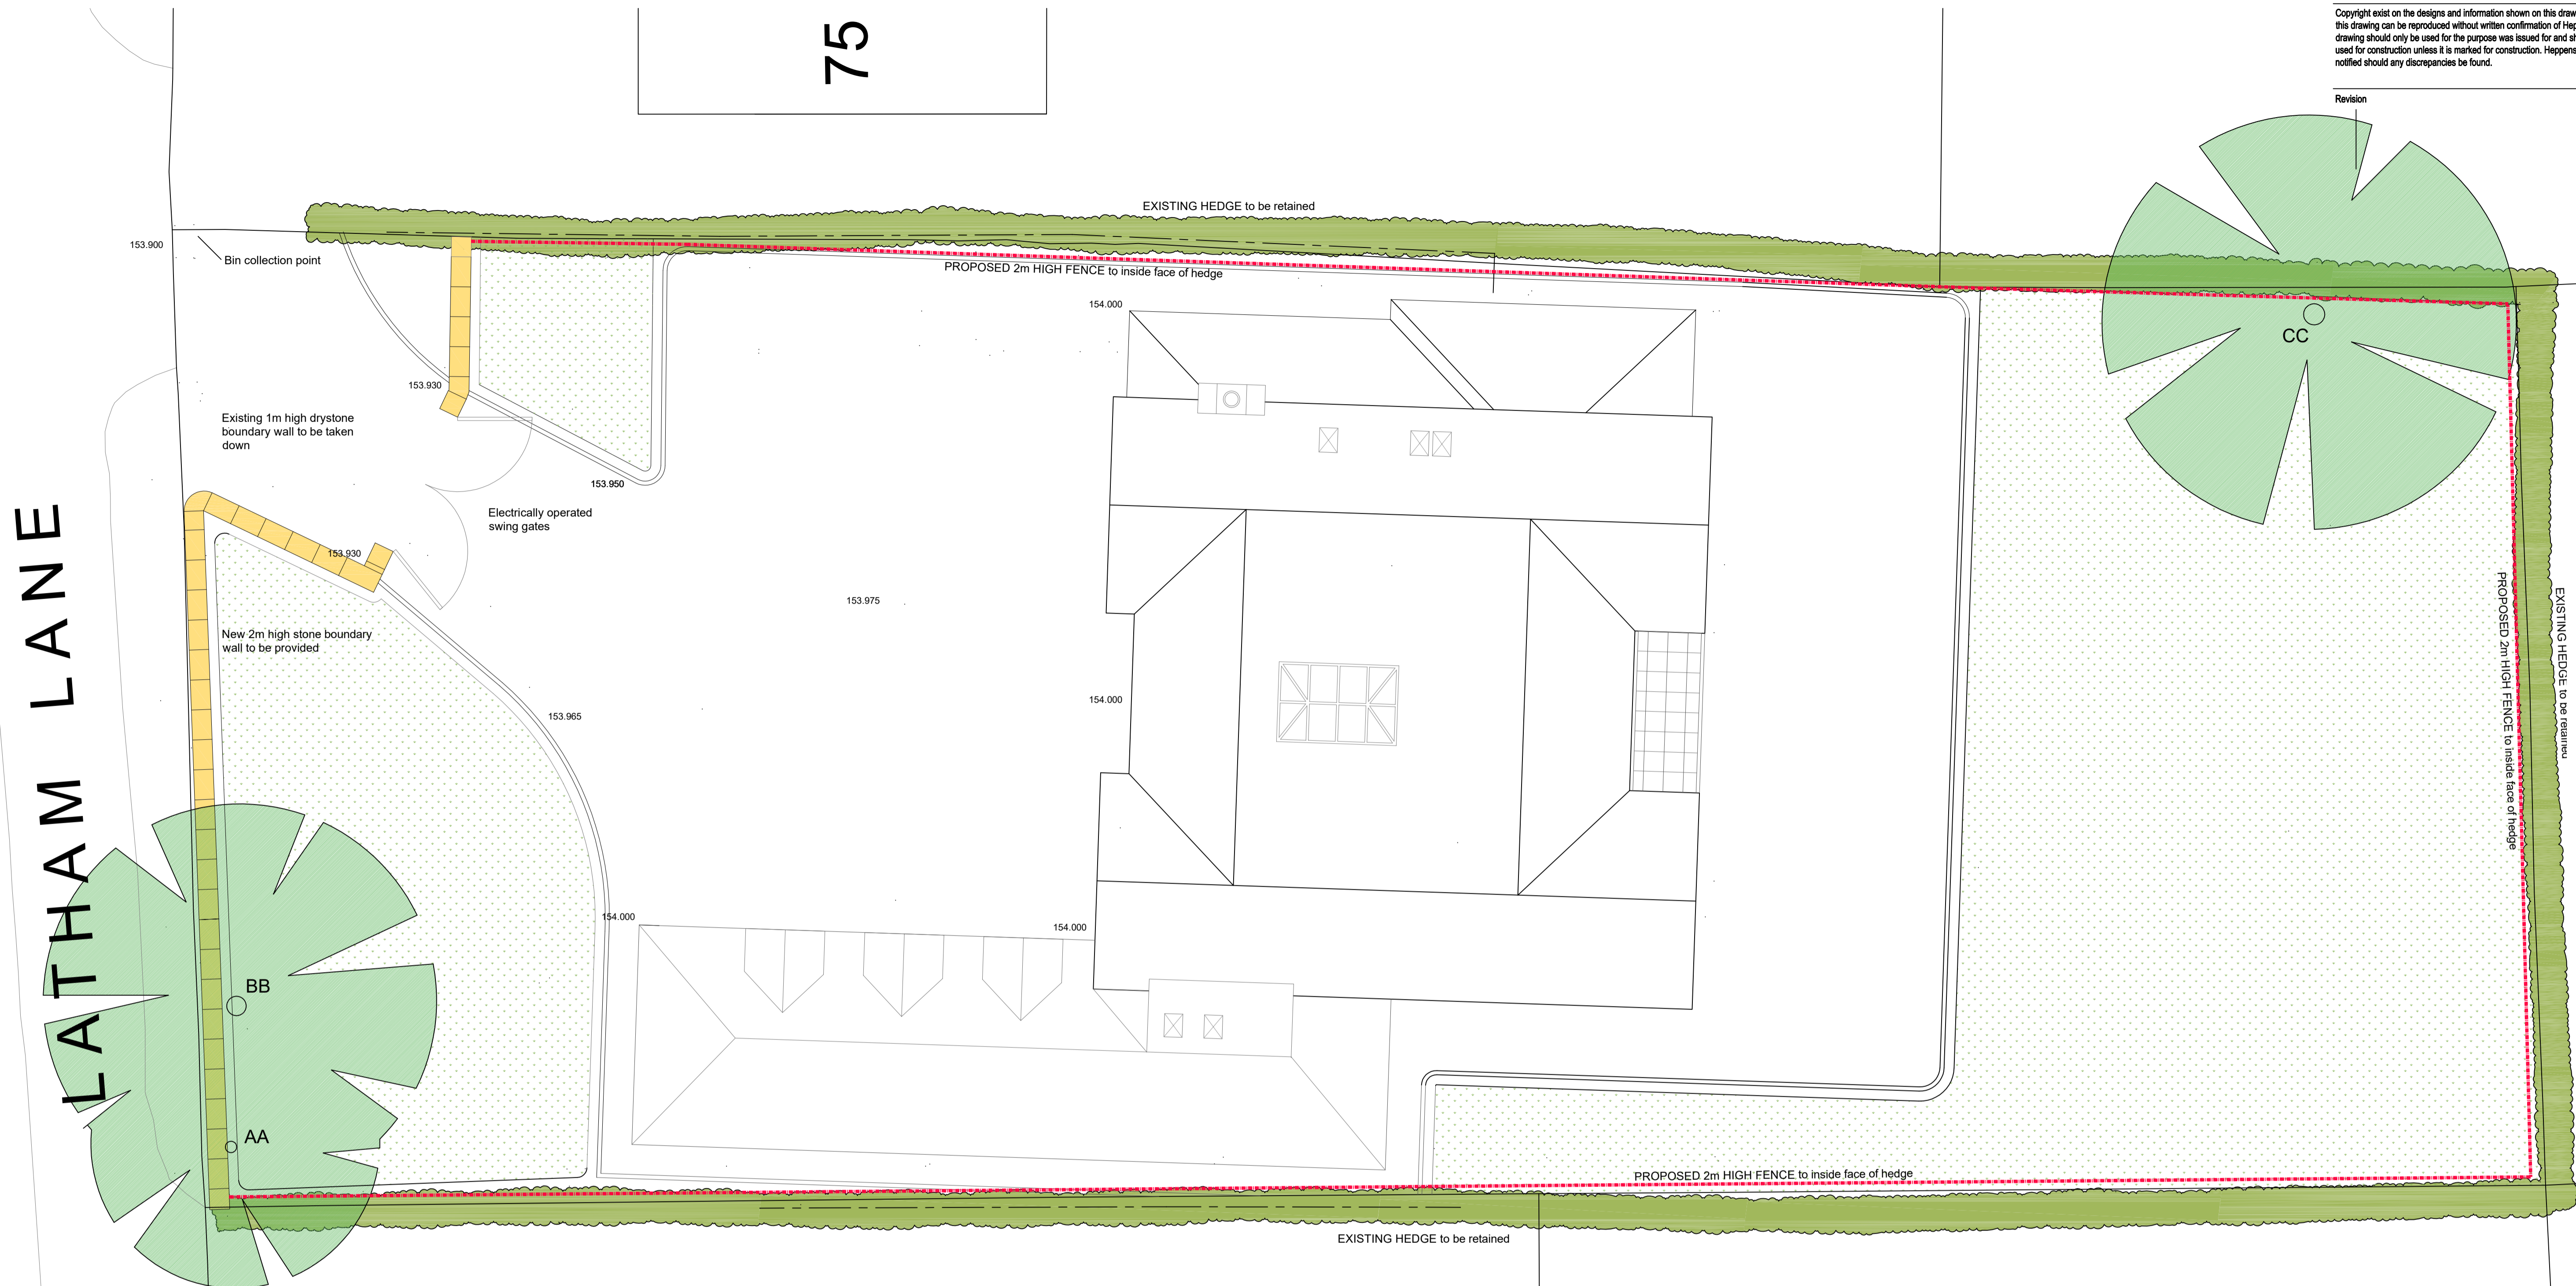 Copyright exist on the designs and information shown on this
this drawing can be reproduced without written confirmation of
drawing should only be used for the purpose was issued for and
used for construction unless it is marked for construction.
notified should any discrepancies be found.
Revision
75
EXISTING HEDGE to be retained
153.900
Bin collection point
PROPOSED 2m HIGH FENCE to inside face of hedge
154.000
CC
153.930
Existing 1m high drystone
boundary wall to be taken
down
153.950
Electrically operated
swing gates
153.930
LATHAM LANE
153.975
New 2m high stone boundary
wall to be provided
154.000
153.965
PROPOSED 2m HIGH FENCE to inside face of hedge
EXISTING HEDGE to be retained
154.000
154.000
BB
AA
PROPOSED 2m HIGH FENCE to inside face of hedge
EXISTING HEDGE to be retained